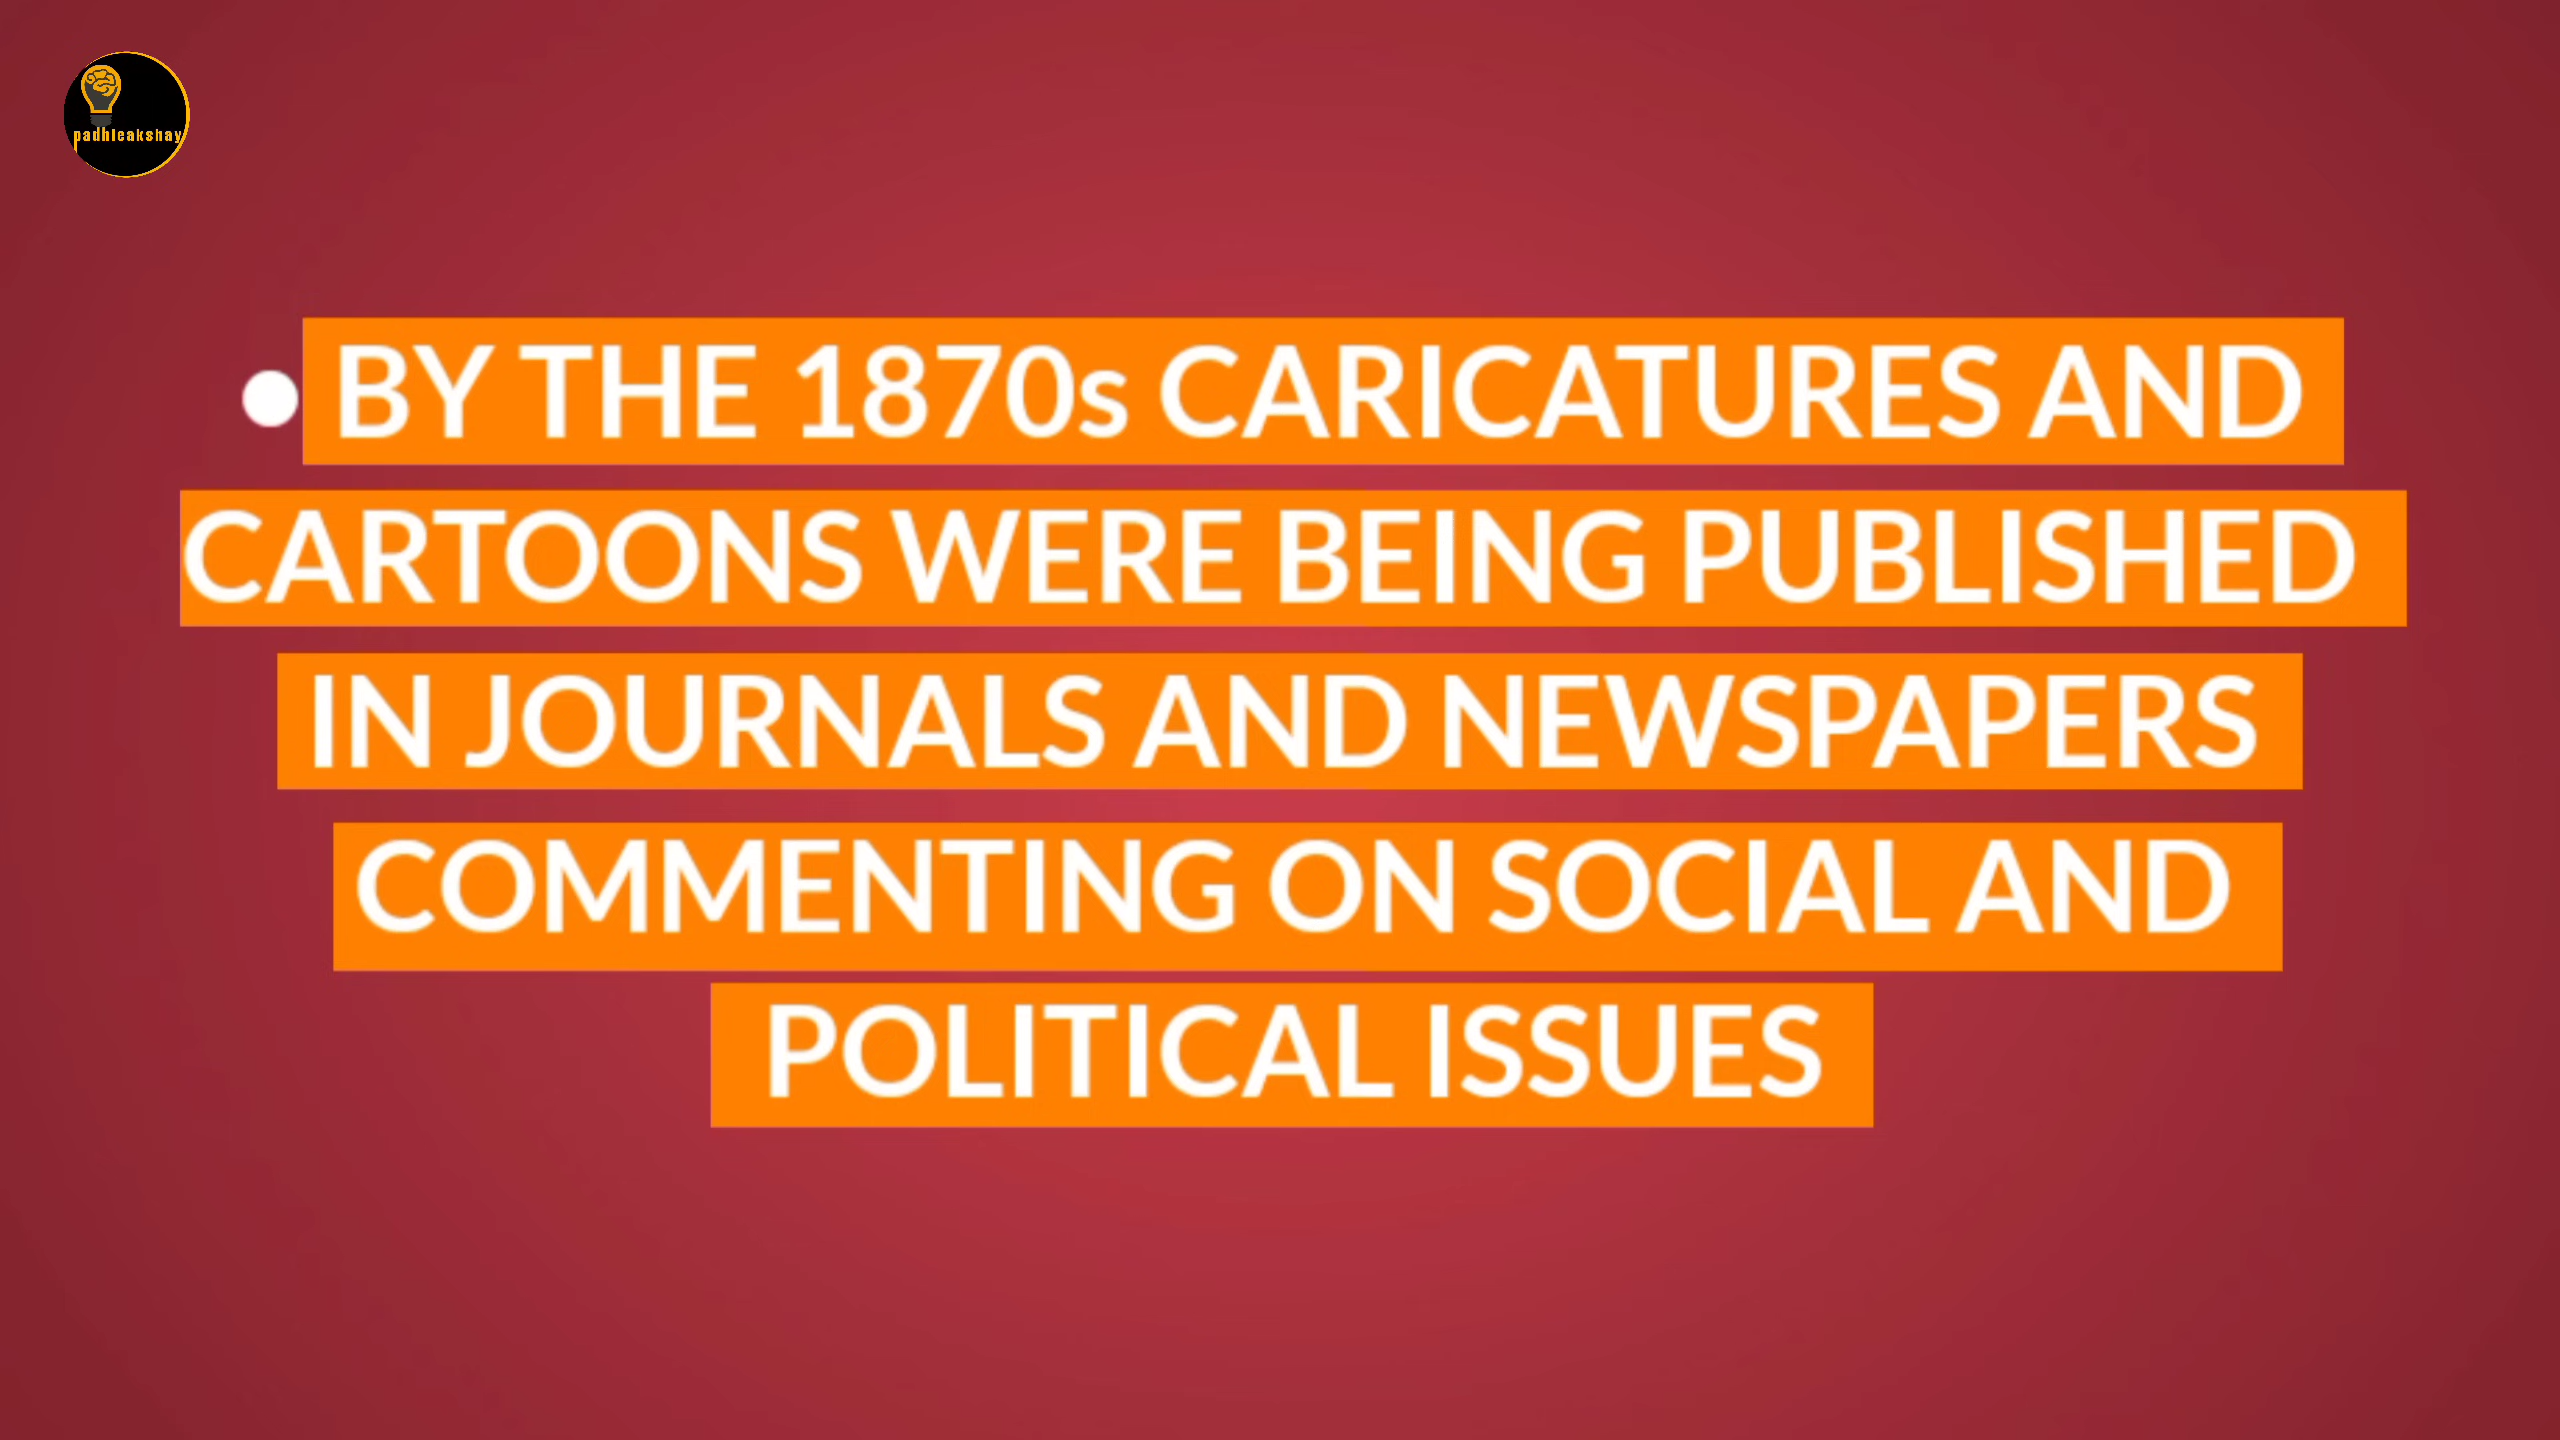 padhleakshay
• BY THE 1870s CARICATURES AND
CARTOONS WERE BEING PUBLISHED
IN JOURNALS AND NEWSPAPERS
COMMENTING ON SOCIAL AND
POLITICAL ISSUES